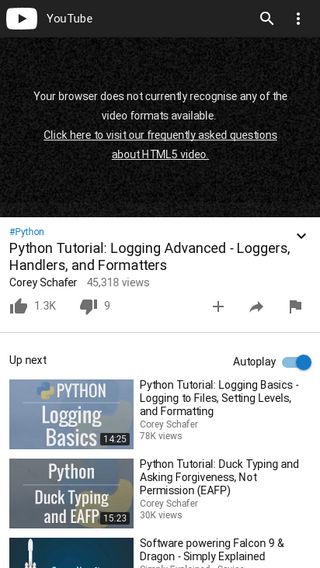 YouTube
Your browser does not currently recognise any of the
video formats available.
Click here to visit our frequently asked questions
about HTML5 video.
#Python
Python Tutorial: Logging Advanced - Loggers,
Handlers, and Formatters
Corey Schafer 45,318 views
1.3K 9
Up next Autoplay
PYTHON
Logging
Basics
14:25
Python Tutorial: Logging Basics -
Logging to Files, Setting Levels,
and Formatting
Corey Schafer
78K views
Python
Duck Typing
and EAFP
15:23
Python Tutorial: Duck Typing and
Asking Forgiveness, Not
Permission (EAFP)
Corey Schafer
30K views
Software powering Falcon 9 &
Dragon - Simply Explained